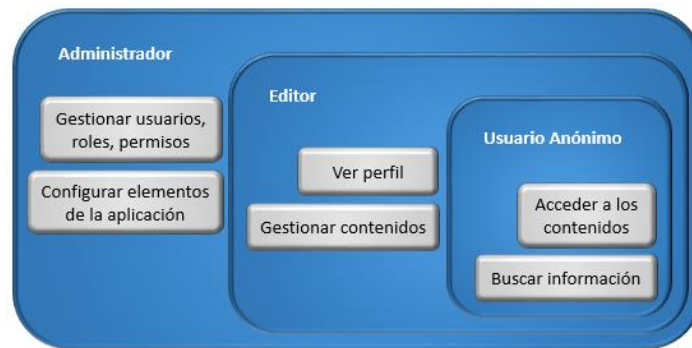 Administrador
Gestionar usuarios,
roles, permisos
Configurar elementos
de la aplicación
Editor
Ver perfil
Gestionar contenidos
Usuario Anónimo
Acceder a los
contenidos
Buscar información